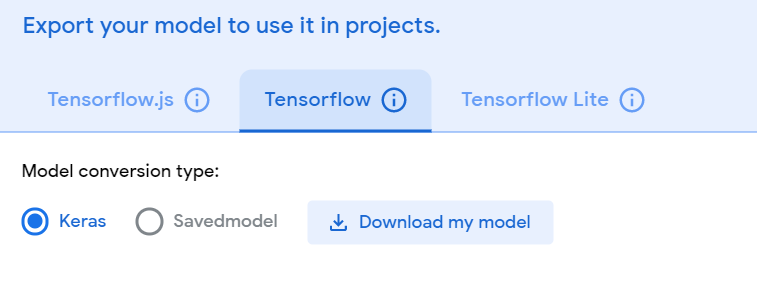 Export your model to use it in projects.
Tensorflow.js Tensorflow Tensorflow Lite
Model conversion type:
Keras Savedmodel Download my model